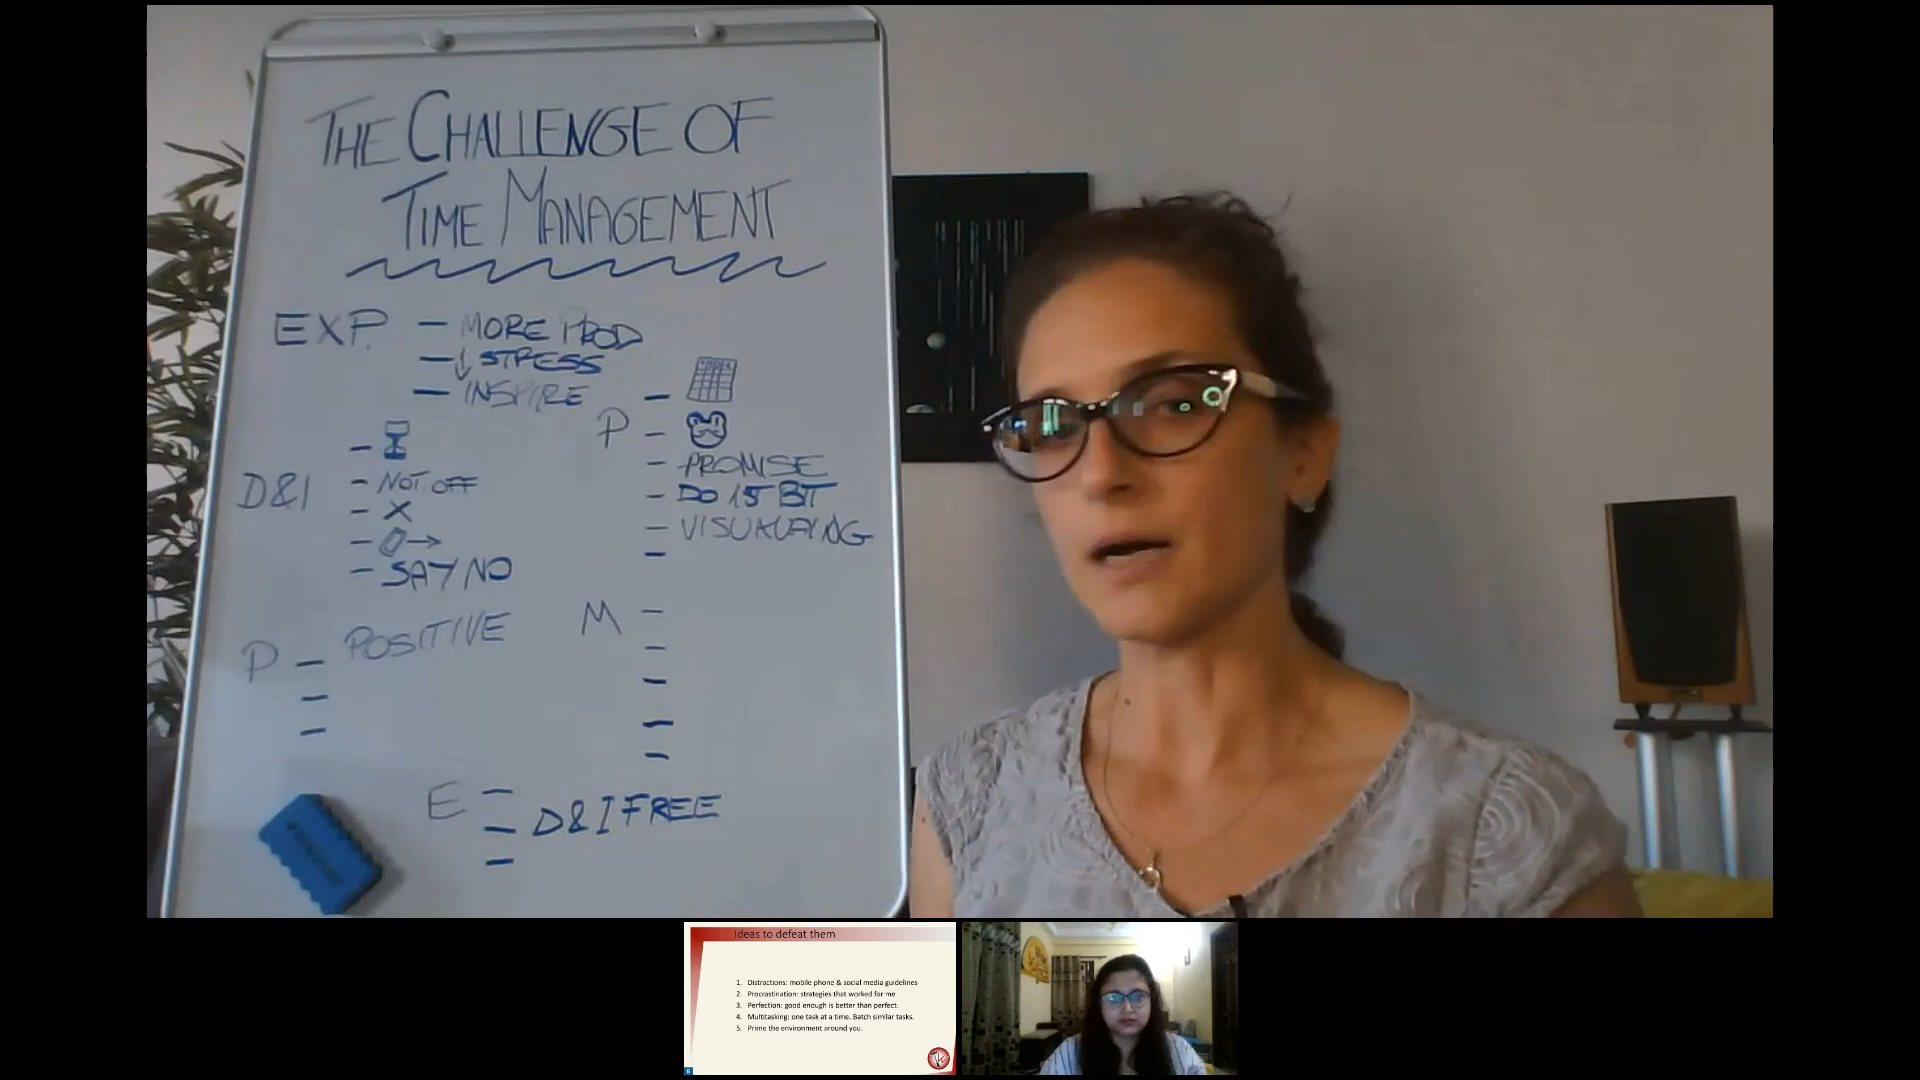 THE CHALLENGE OF
TIME MANAGEMENT
EXP. - MORE PROD
- ↓ STRESS
- INSPIRE
D&I -
- NOT OFF
- X
- →
- SAY NO
P -
-
- PROMISE
- DO 15 BIT
-
P - POSITIVE
M
E
- D&I FREE
Ideas to defeat them
1. Distractions: mobile phone & social media guidelines
2. Procrastination: strategies that worked for me
3. Perfection: good enough is better than perfect.
4. Multitasking: one task at a time. Batch similar tasks.
5. Prime the environment around you.
6